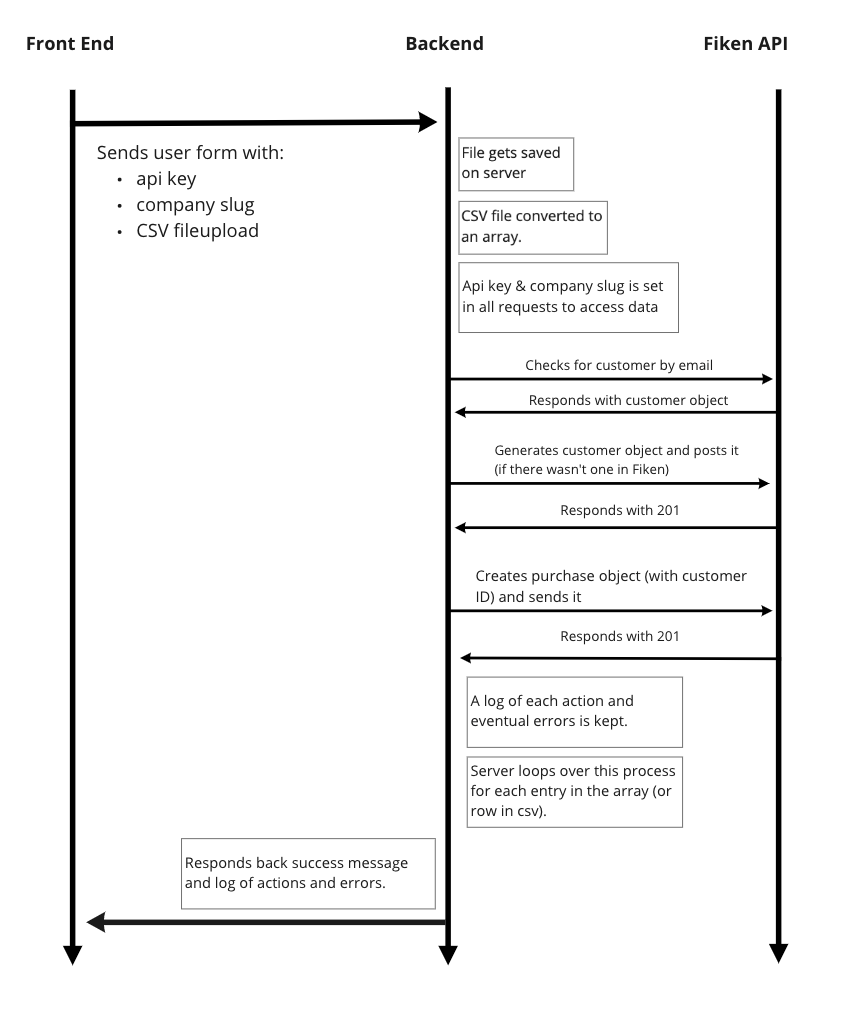 Front End
Backend
Fiken API
Sends user form with:
• api key
• company slug
• CSV fileupload
File gets saved
on server
CSV file converted to
an array.
Api key & company slug is set
in all requests to access data
Checks for customer by email
Responds with customer object
Generates customer object and posts it
(if there wasn't one in Fiken)
Responds with 201
Creates purchase object (with customer
ID) and sends it
Responds with 201
A log of each action and
eventual errors is kept.
Server loops over this process
for each entry in the array (or
row in csv).
Responds back success message
and log of actions and errors.